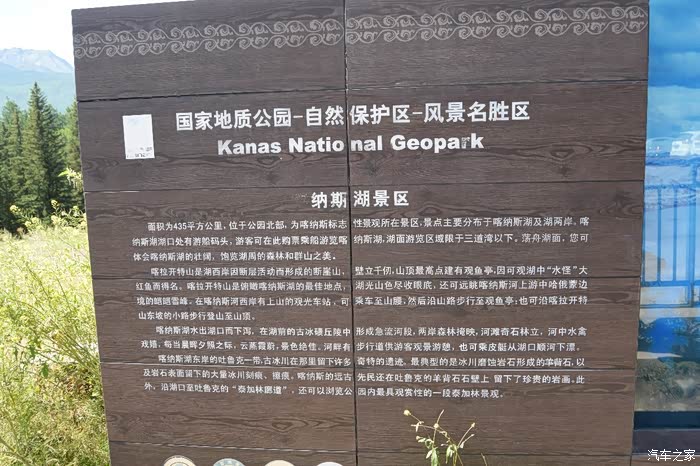 国家地质公园-自然保护区-风景名胜区
Kanas National Geopark
纳斯湖景区
面积为435平方公里，位于公园北部，为喀纳斯标志性景观所在景区，景点主要分布于喀纳斯湖及湖两岸。喀
纳斯湖湖口处有游船码头，游客可在此购票乘船游览喀纳斯湖，湖面游览区域限于三道湾以下。荡舟湖面，您可
体会喀纳斯湖的壮阔，饱览湖周的森林和群山之美。
喀拉开特山是湖西岸因断层活动而形成的断崖山，壁立千仞，山顶最高点建有观鱼亭，因可观湖中“水怪”大
红鱼而得名。喀拉开特山是俯瞰喀纳斯湖的最佳地点，湖光山色尽收眼底，还可远眺喀纳斯河上游中哈俄蒙边
境的皑皑雪峰。在喀纳斯河西岸有上山的观光车站，可乘车至山腰，然后沿山路步行至观鱼亭；也可沿喀拉开特
山东坡的小路步行登山至山顶。
喀纳斯湖水出湖口而下泻，在湖前的古冰碛丘陵中形成急流河段，两岸森林掩映，河滩奇石林立，河中水禽
戏嬉，每当晨晖夕照之际，云蒸霞蔚，景色绝佳。河畔有步行道供游客观景游憩，也可乘皮艇从湖口顺河下漂。
喀纳斯湖东岸的吐鲁克一带，古冰川在那里留下许多奇特的遗迹。最典型的是冰川磨蚀岩石形成的羊背石，以
及岩石表面留下的大量冰川刻痕、擦痕。喀纳斯的远古先民还在吐鲁克的羊背石石壁上留下了珍贵的岩画。此
外，沿湖口至吐鲁克的“泰加林廊道”，还可以浏览公园内最具观赏性的一段泰加林景观。
汽车之家